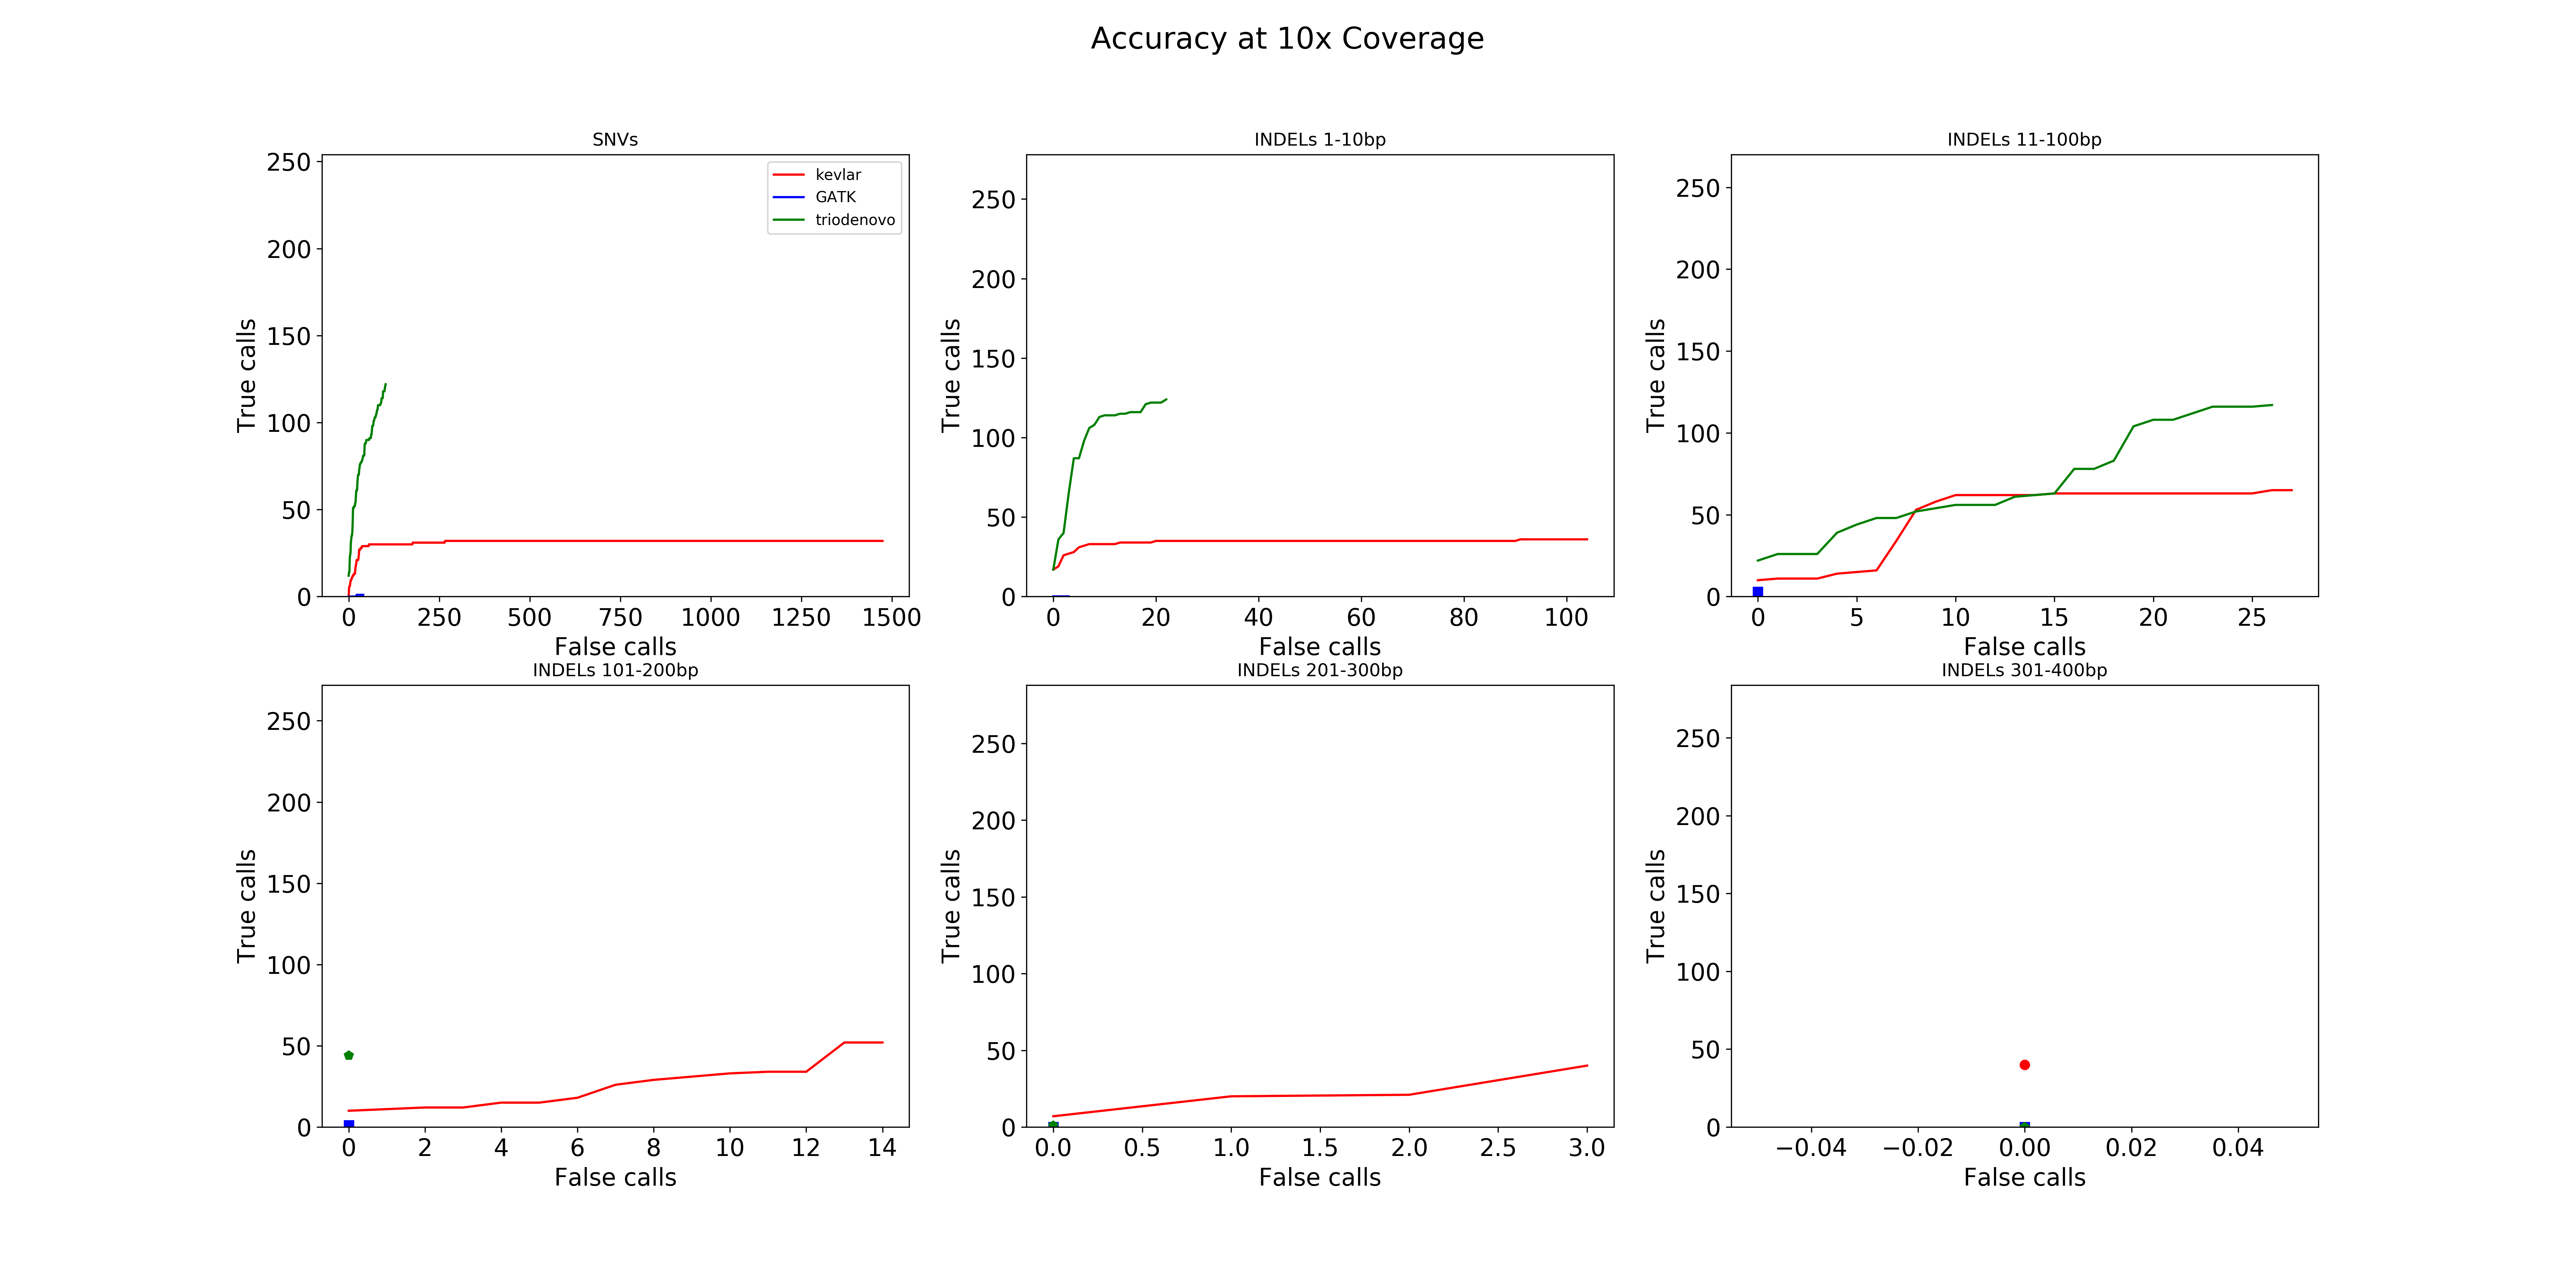 Accuracy at 10x Coverage
SNVs
250
200
150
100
50
0
True calls
kevlar
GATK
triodenovo
0 250 500 750 1000 1250 1500
False calls
INDELs 1-10bp
250
200
150
100
50
0
True calls
0 20 40 60 80 100
False calls
INDELs 11-100bp
250
200
150
100
50
0
True calls
0 5 10 15 20 25
False calls
INDELs 101-200bp
250
200
150
100
50
0
True calls
0 2 4 6 8 10 12 14
False calls
INDELs 201-300bp
250
200
150
100
50
0
True calls
0.0 0.5 1.0 1.5 2.0 2.5 3.0
False calls
INDELs 301-400bp
250
200
150
100
50
0
True calls
−0.04 −0.02 0.00 0.02 0.04
False calls